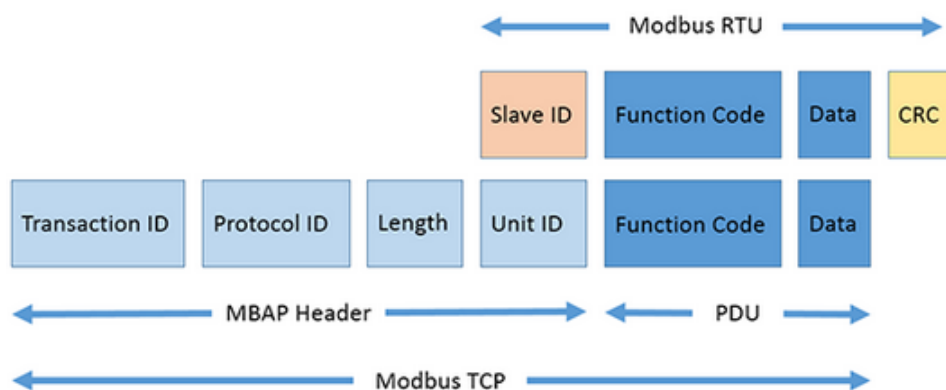 Modbus RTU
Slave ID Function Code Data CRC
Transaction ID Protocol ID Length Unit ID Function Code Data
MBAP Header PDU
Modbus TCP